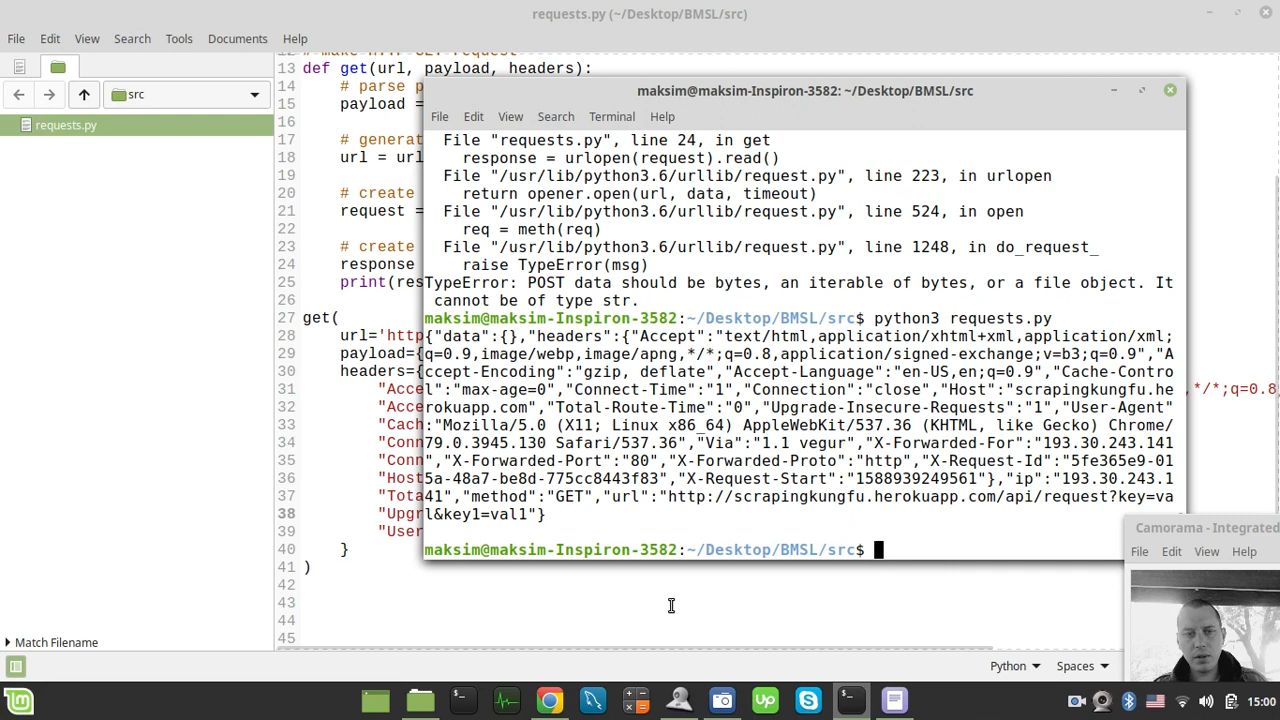 requests.py (~/Desktop/BMSL/src)
File Edit View Search Tools Documents Help
src
requests.py
Match Filename
13 def get(url, payload, headers):
14 # parse p
15 payload =
16
17 # generat
18 url = url
19
20 # create
21 request =
22
23 # create
24 response
25 print(res
26
27 get(
28 url='http
29 payload={
30 headers={
31 "Acce ,*/*;q=0.8
32 "Acce
33 "Cach
34 "Conn
35 "Conn
36 "Host
37 "Tota
38 "Upgr
39 "User
40 }
41 )
42
43
44
45
maksim@maksim-Inspiron-3582: ~/Desktop/BMSL/src
File Edit View Search Terminal Help
File "requests.py", line 24, in get
response = urlopen(request).read()
File "/usr/lib/python3.6/urllib/request.py", line 223, in urlopen
return opener.open(url, data, timeout)
File "/usr/lib/python3.6/urllib/request.py", line 524, in open
req = meth(req)
File "/usr/lib/python3.6/urllib/request.py", line 1248, in do_request_
raise TypeError(msg)
TypeError: POST data should be bytes, an iterable of bytes, or a file object. It
cannot be of type str.
maksim@maksim-Inspiron-3582:~/Desktop/BMSL/src$ python3 requests.py
{"data":{},"headers":{"Accept":"text/html,application/xhtml+xml,application/xml;
q=0.9,image/webp,image/apng,*/*;q=0.8,application/signed-exchange;v=b3;q=0.9","A
ccept-Encoding":"gzip, deflate","Accept-Language":"en-US,en;q=0.9","Cache-Contro
l":"max-age=0","Connect-Time":"1","Connection":"close","Host":"scrapingkungfu.he
rokuapp.com","Total-Route-Time":"0","Upgrade-Insecure-Requests":"1","User-Agent"
:"Mozilla/5.0 (X11; Linux x86_64) AppleWebKit/537.36 (KHTML, like Gecko) Chrome/
79.0.3945.130 Safari/537.36","Via":"1.1 vegur","X-Forwarded-For":"193.30.243.141
","X-Forwarded-Port":"80","X-Forwarded-Proto":"http","X-Request-Id":"5fe365e9-01
5a-48a7-be8d-775cc8443f83","X-Request-Start":"1588939249561"},"ip":"193.30.243.1
41","method":"GET","url":"http://scrapingkungfu.herokuapp.com/api/request?key=va
l&key1=val1"}
maksim@maksim-Inspiron-3582:~/Desktop/BMSL/src$
Camorama - Integrated
File Edit View Help
Python Spaces
Up
15:00